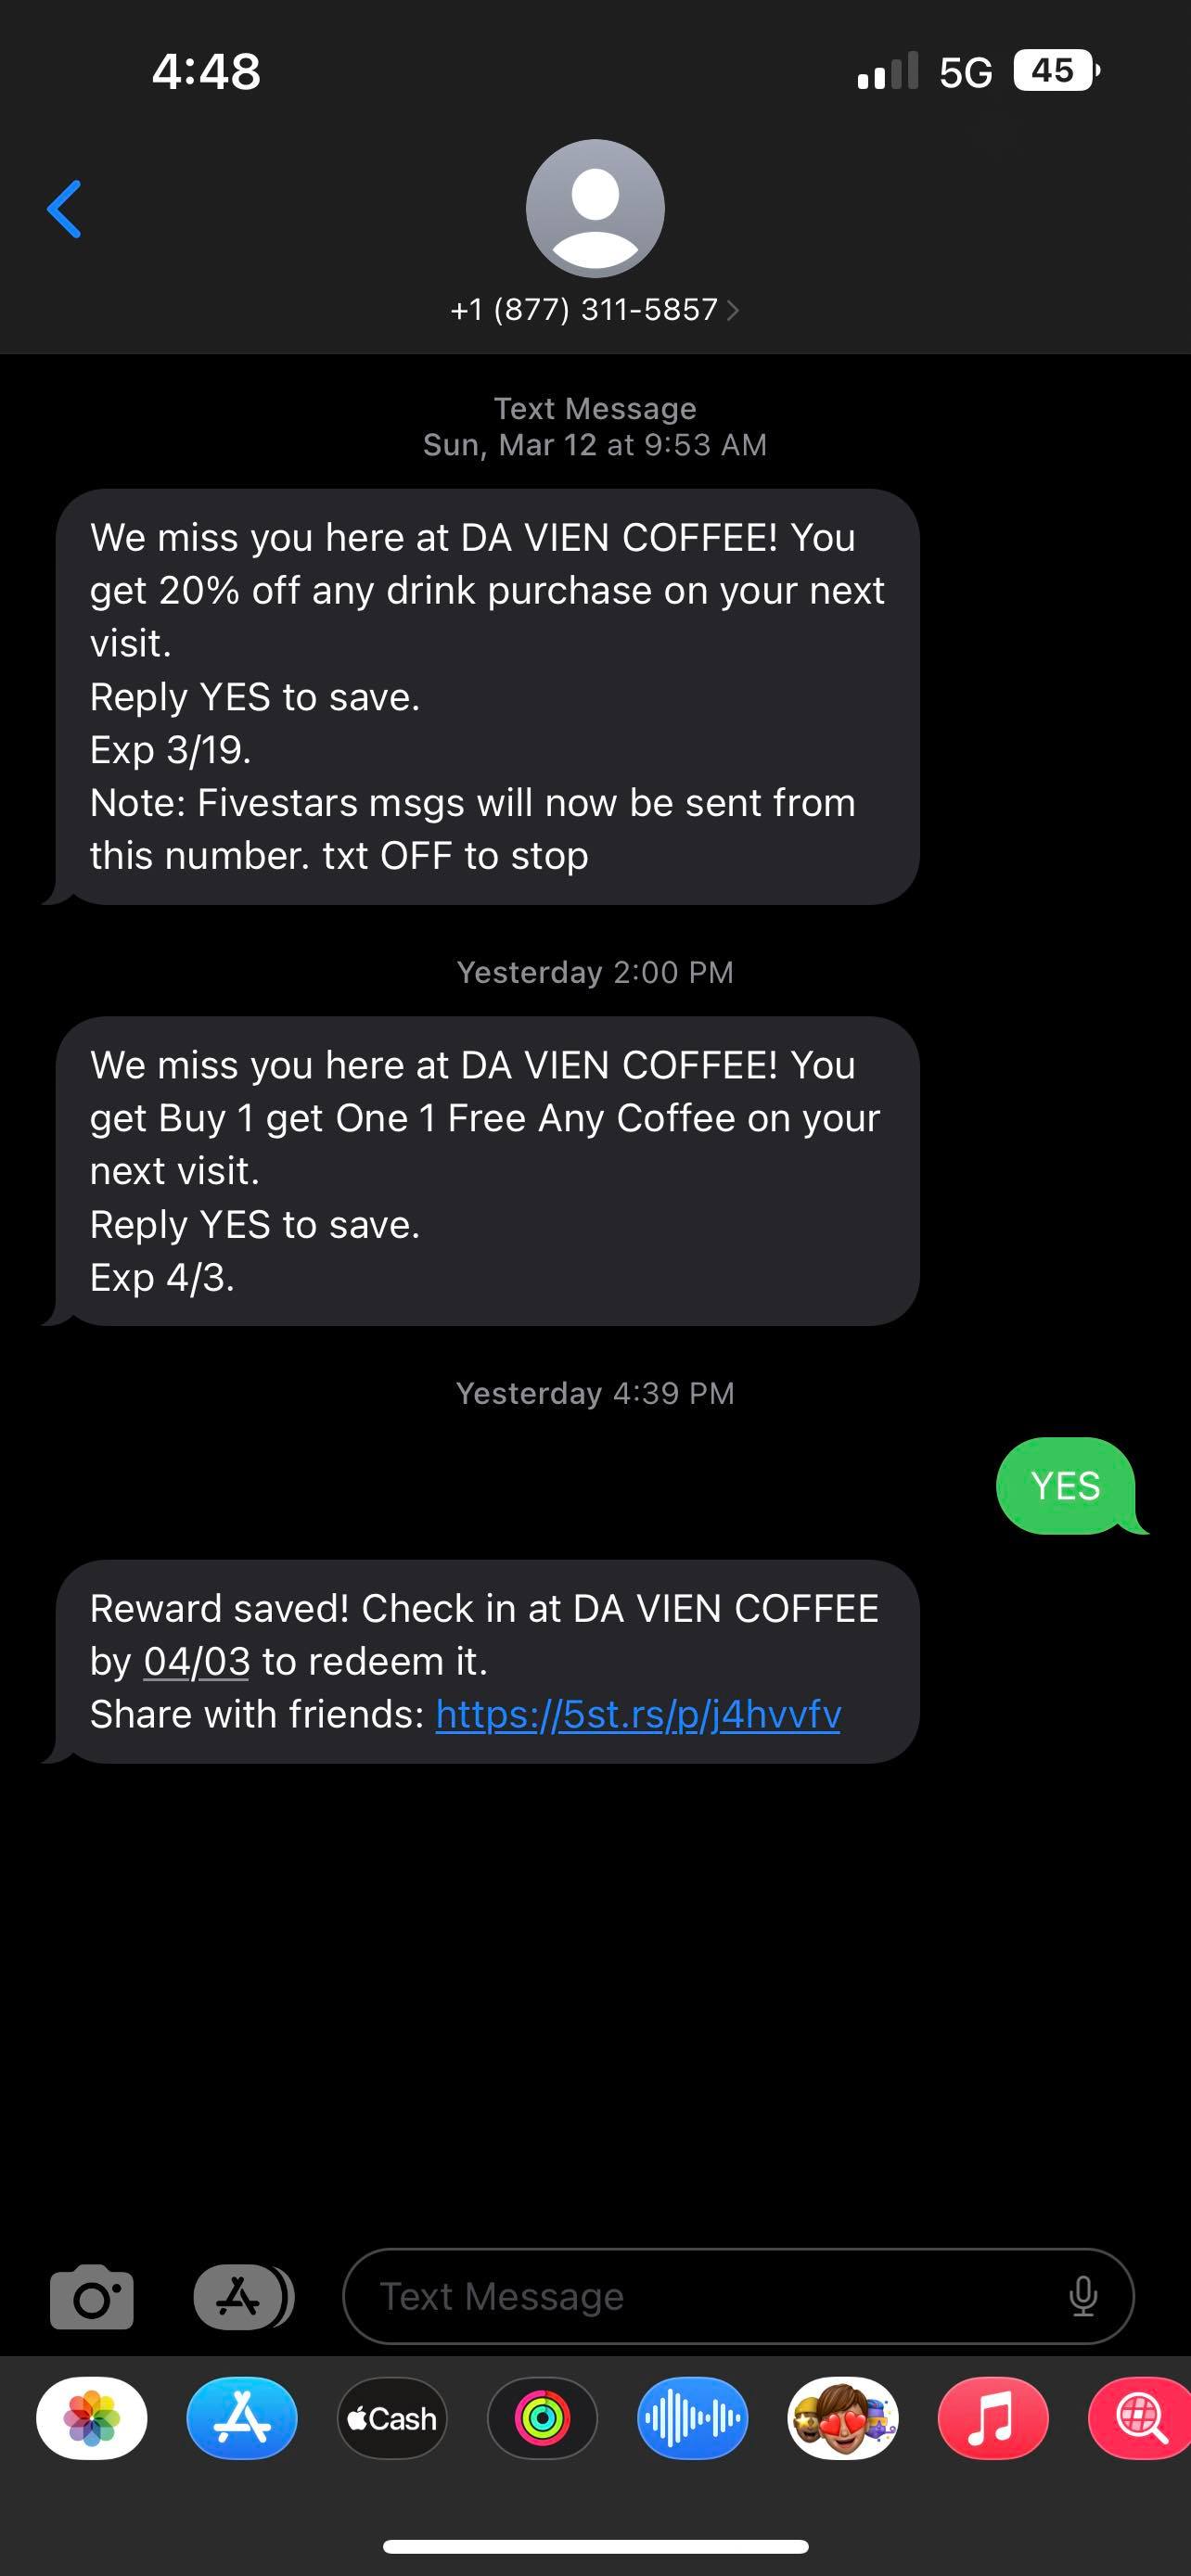 4:48
5G
45
+1 (877) 311-5857
Text Message
Sun, Mar 12 at 9:53 AM
We miss you here at DA VIEN COFFEE! You
get 20% off any drink purchase on your next
visit.
Reply YES to save.
Exp 3/19.
Note: Fivestars msgs will now be sent from
this number. txt OFF to stop
Yesterday 2:00 PM
We miss you here at DA VIEN COFFEE! You
get Buy 1 get One 1 Free Any Coffee on your
next visit.
Reply YES to save.
Exp 4/3.
Yesterday 4:39 PM
YES
Reward saved! Check in at DA VIEN COFFEE
by 04/03 to redeem it.
Share with friends: https://5st.rs/p/j4hvvfv
Text Message
Cash